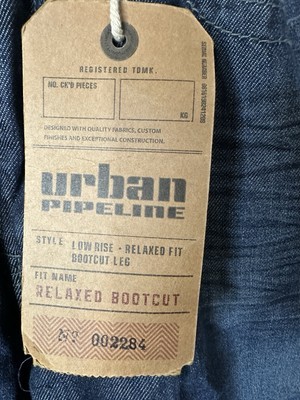 REGISTERED TDMK.
NO. CK'D PIECES
KG
DESIGNED WITH QUALITY FABRICS, CUSTOM
FINISHES AND EXCEPTIONAL CONSTRUCTION.
urban
PIPELINE
STYLE LOW RISE - RELAXED FIT
BOOTCUT LEG
FIT NAME
RELAXED BOOTCUT
Nº 002284